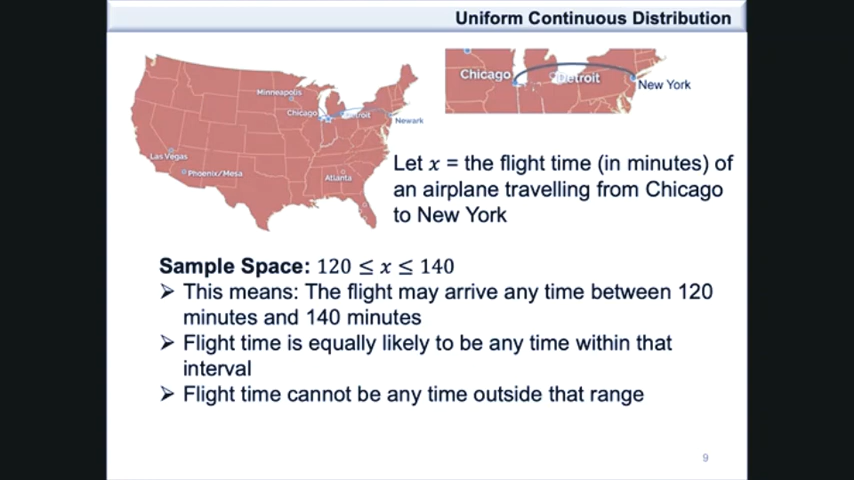 Uniform Continuous Distribution
Minneapolis
Chicago
Detroit
Newark
Las Vegas
Phoenix/Mesa
Atlanta
Chicago
Detroit
New York
Let x = the flight time (in minutes) of
an airplane travelling from Chicago
to New York
Sample Space: 120 ≤ x ≤ 140
➢ This means: The flight may arrive any time between 120
minutes and 140 minutes
➢ Flight time is equally likely to be any time within that
interval
➢ Flight time cannot be any time outside that range
9